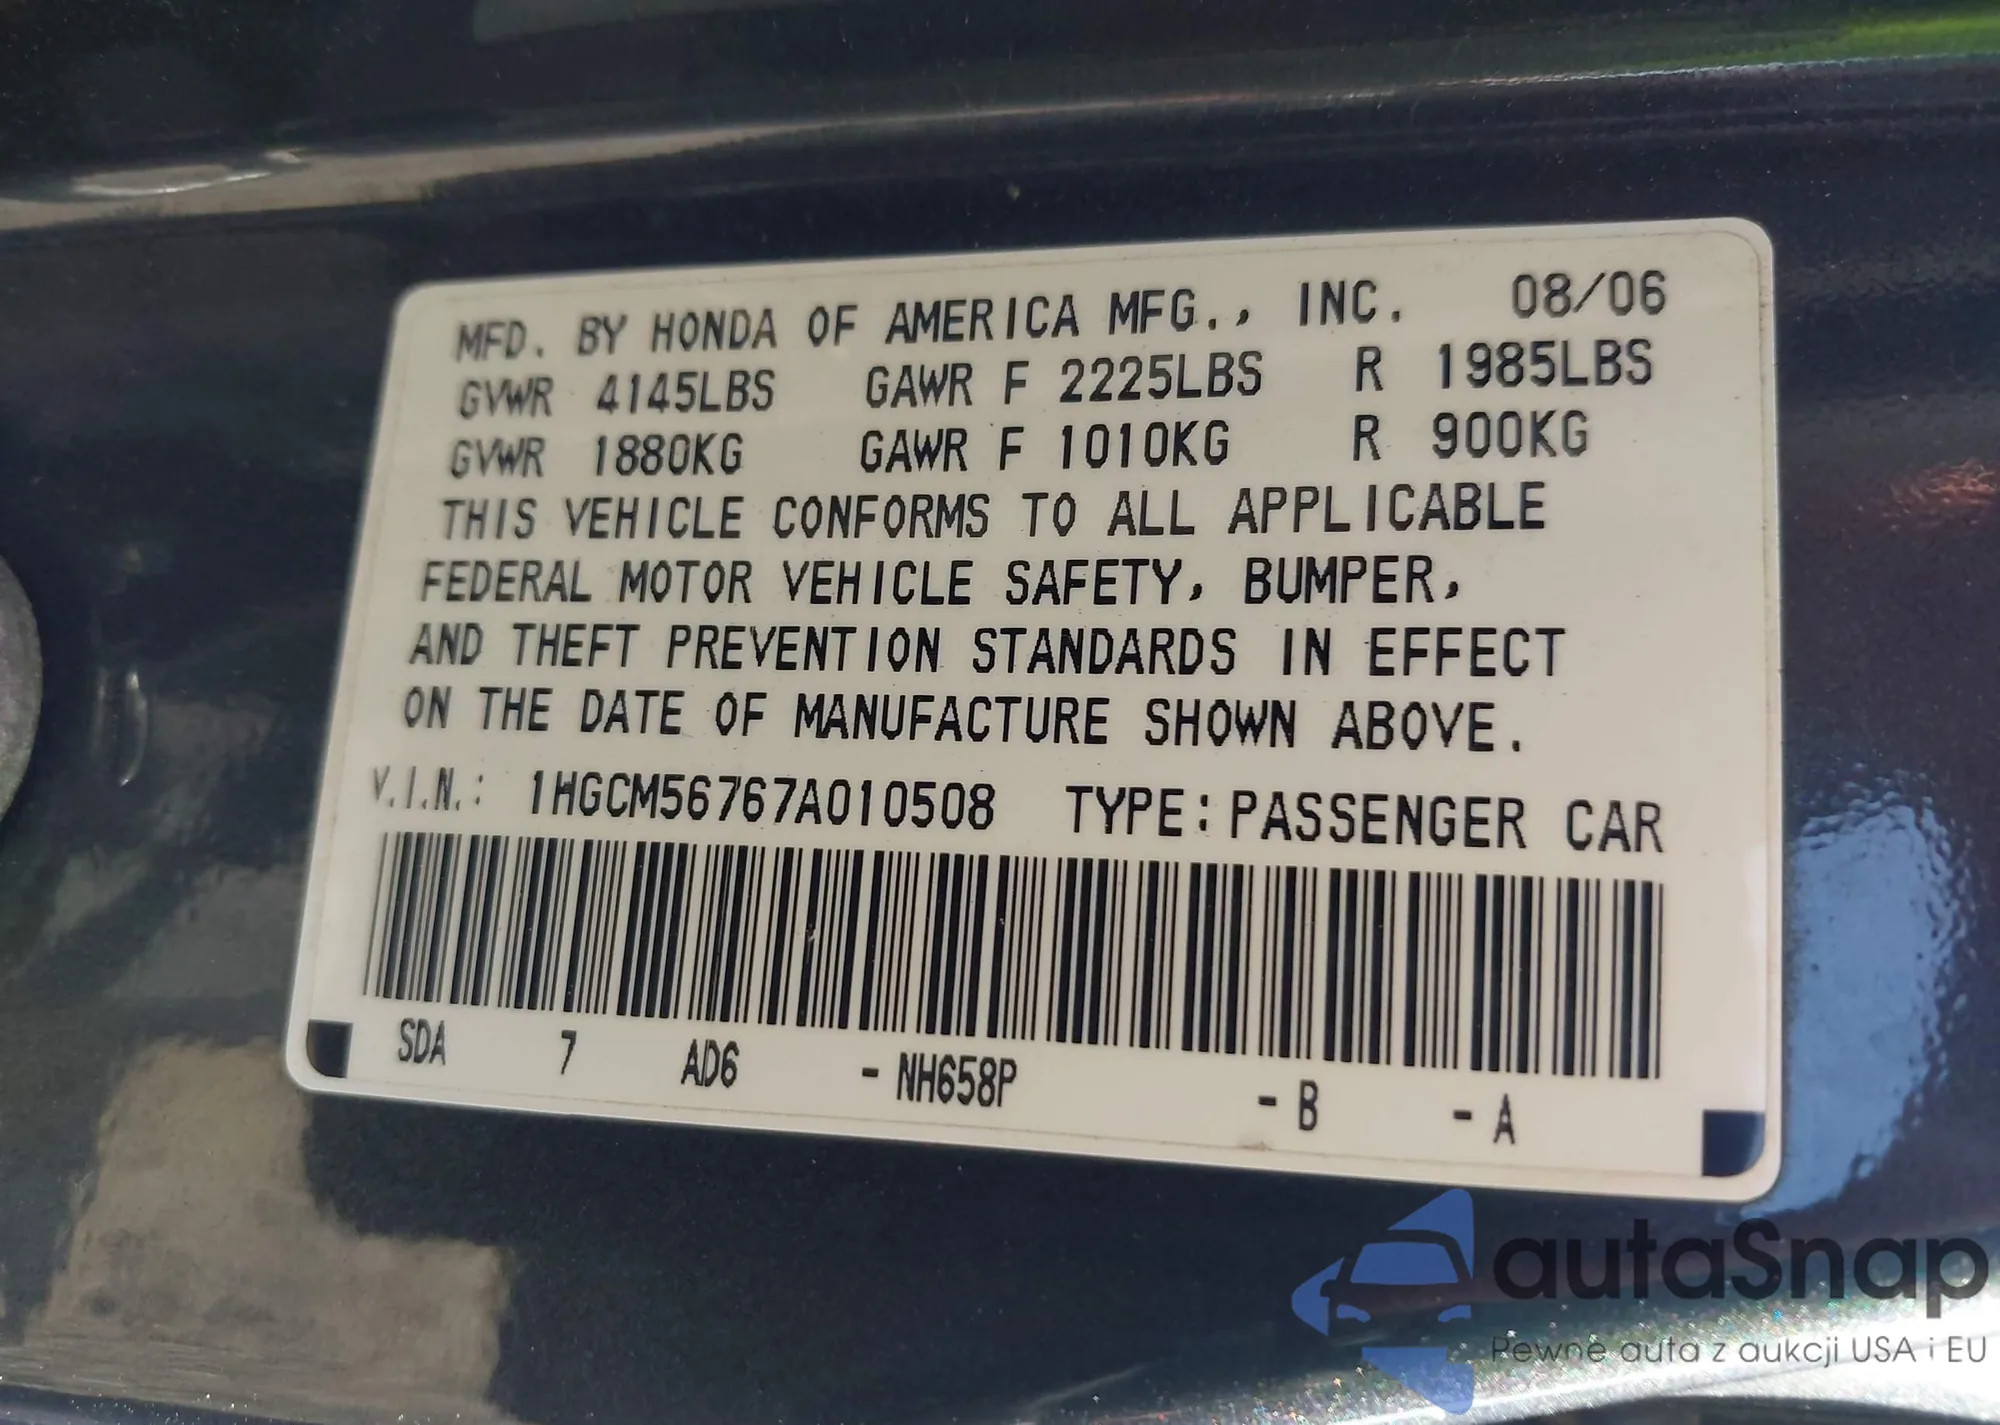 MFD. BY HONDA OF AMERICA MFG., INC. 08/06
GVWR 4145LBS GAWR F 2225LBS R 1985LBS
GVWR 1880KG GAWR F 1010KG R 900KG
THIS VEHICLE CONFORMS TO ALL APPLICABLE
FEDERAL MOTOR VEHICLE SAFETY, BUMPER,
AND THEFT PREVENTION STANDARDS IN EFFECT
ON THE DATE OF MANUFACTURE SHOWN ABOVE.
V.I.N.: 1HGCM56767A010508 TYPE:PASSENGER CAR
SDA 7 AD6 -NH658P -B -A
autaSnap
Pewne auta z aukcji USA i EU